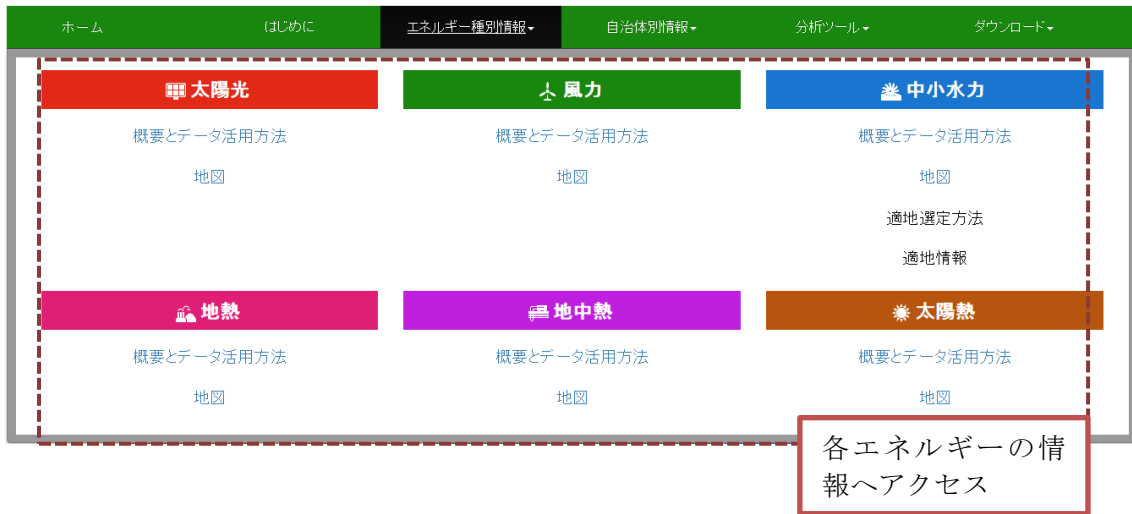 ホーム はじめに エネルギー種別情報▾ 自治体別情報▾ 分析ツール▾ ダウンロード▾
太陽光 風力 中小水力
概要とデータ活用方法 概要とデータ活用方法 概要とデータ活用方法
地図 地図 地図
適地選定方法
適地情報
地熱 地中熱 太陽熱
概要とデータ活用方法 概要とデータ活用方法 概要とデータ活用方法
地図 地図 地図
各エネルギーの情
報へアクセス